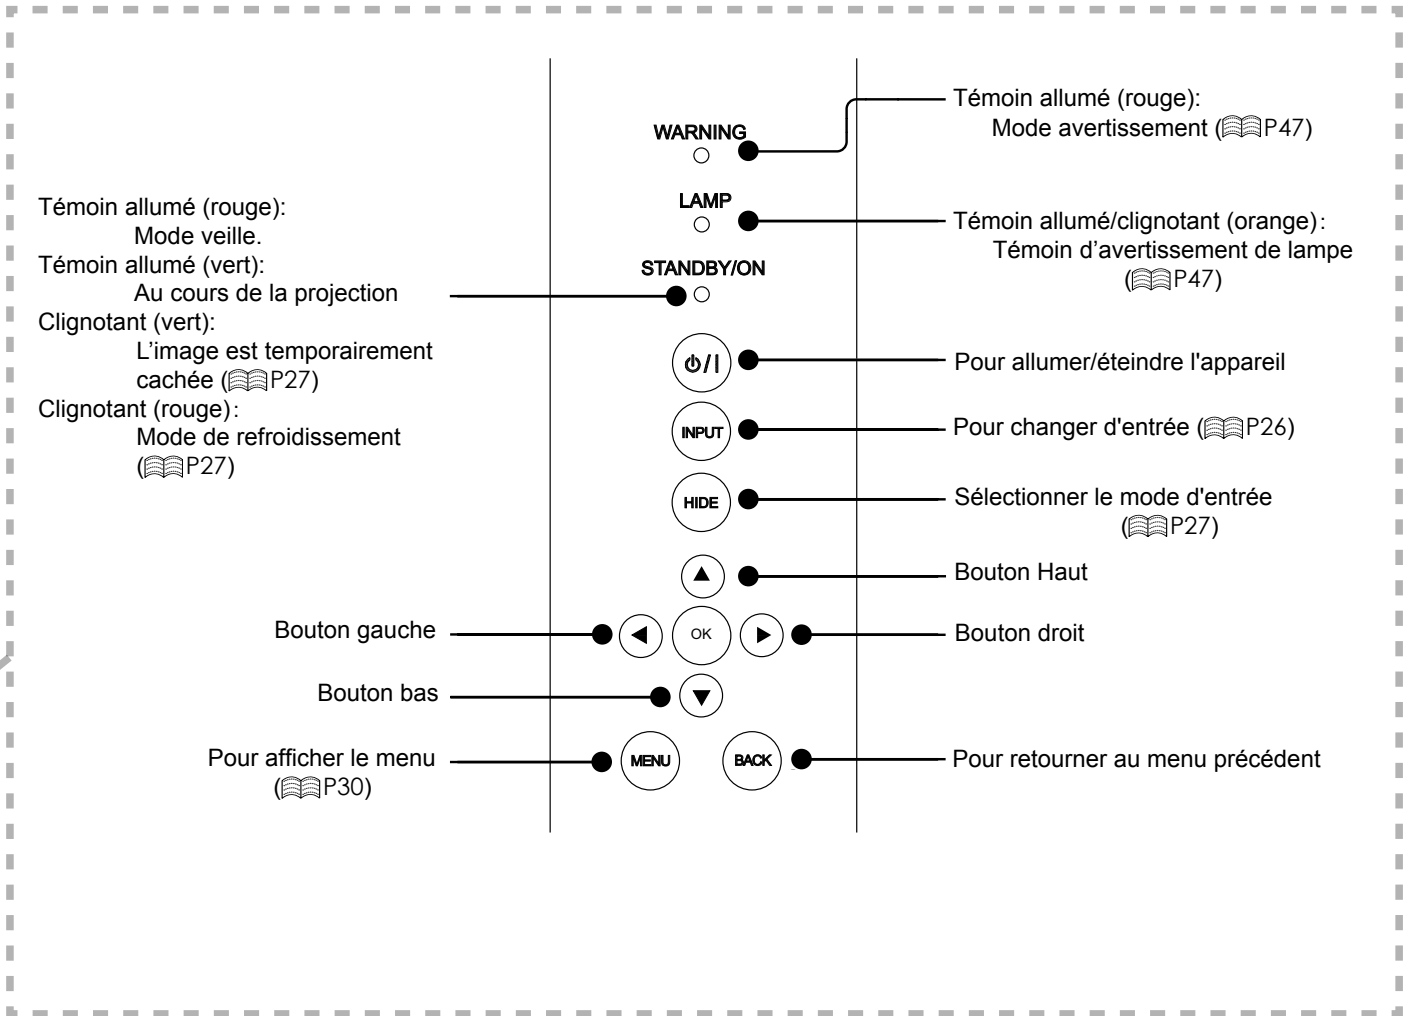 WARNING
LAMP
STANDBY/ON
⏻/|
INPUT
HIDE
OK
MENU
BACK
Témoin allumé (rouge):
Mode veille.
Témoin allumé (vert):
Au cours de la projection
Clignotant (vert):
L'image est temporairement
cachée (P27)
Clignotant (rouge):
Mode de refroidissement
(P27)
Bouton gauche
Bouton bas
Pour afficher le menu
(P30)
Témoin allumé (rouge):
Mode avertissement (P47)
Témoin allumé/clignotant (orange):
Témoin d’avertissement de lampe
(P47)
Pour allumer/éteindre l'appareil
Pour changer d'entrée (P26)
Sélectionner le mode d'entrée
(P27)
Bouton Haut
Bouton droit
Pour retourner au menu précédent